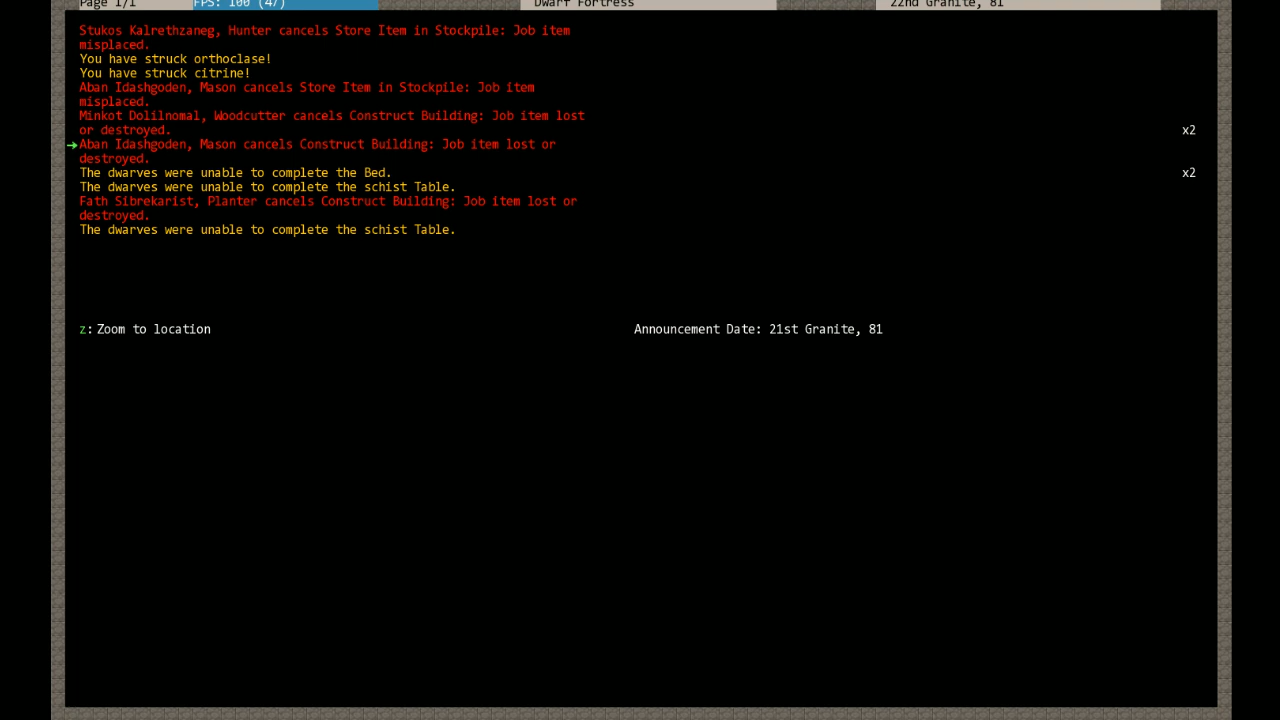 Page 1/1 FPS: 100 (47) Dwarf Fortress 22nd Granite, 81
Stukos Kalrethzaneg, Hunter cancels Store Item in Stockpile: Job item
misplaced.
You have struck orthoclase!
You have struck citrine!
Aban Idashgoden, Mason cancels Store Item in Stockpile: Job item
misplaced.
Minkot Dolilnomal, Woodcutter cancels Construct Building: Job item lost
or destroyed. x2
Aban Idashgoden, Mason cancels Construct Building: Job item lost or
destroyed.
The dwarves were unable to complete the Bed. x2
The dwarves were unable to complete the schist Table.
Fath Sibrekarist, Planter cancels Construct Building: Job item lost or
destroyed.
The dwarves were unable to complete the schist Table.
z: Zoom to location Announcement Date: 21st Granite, 81